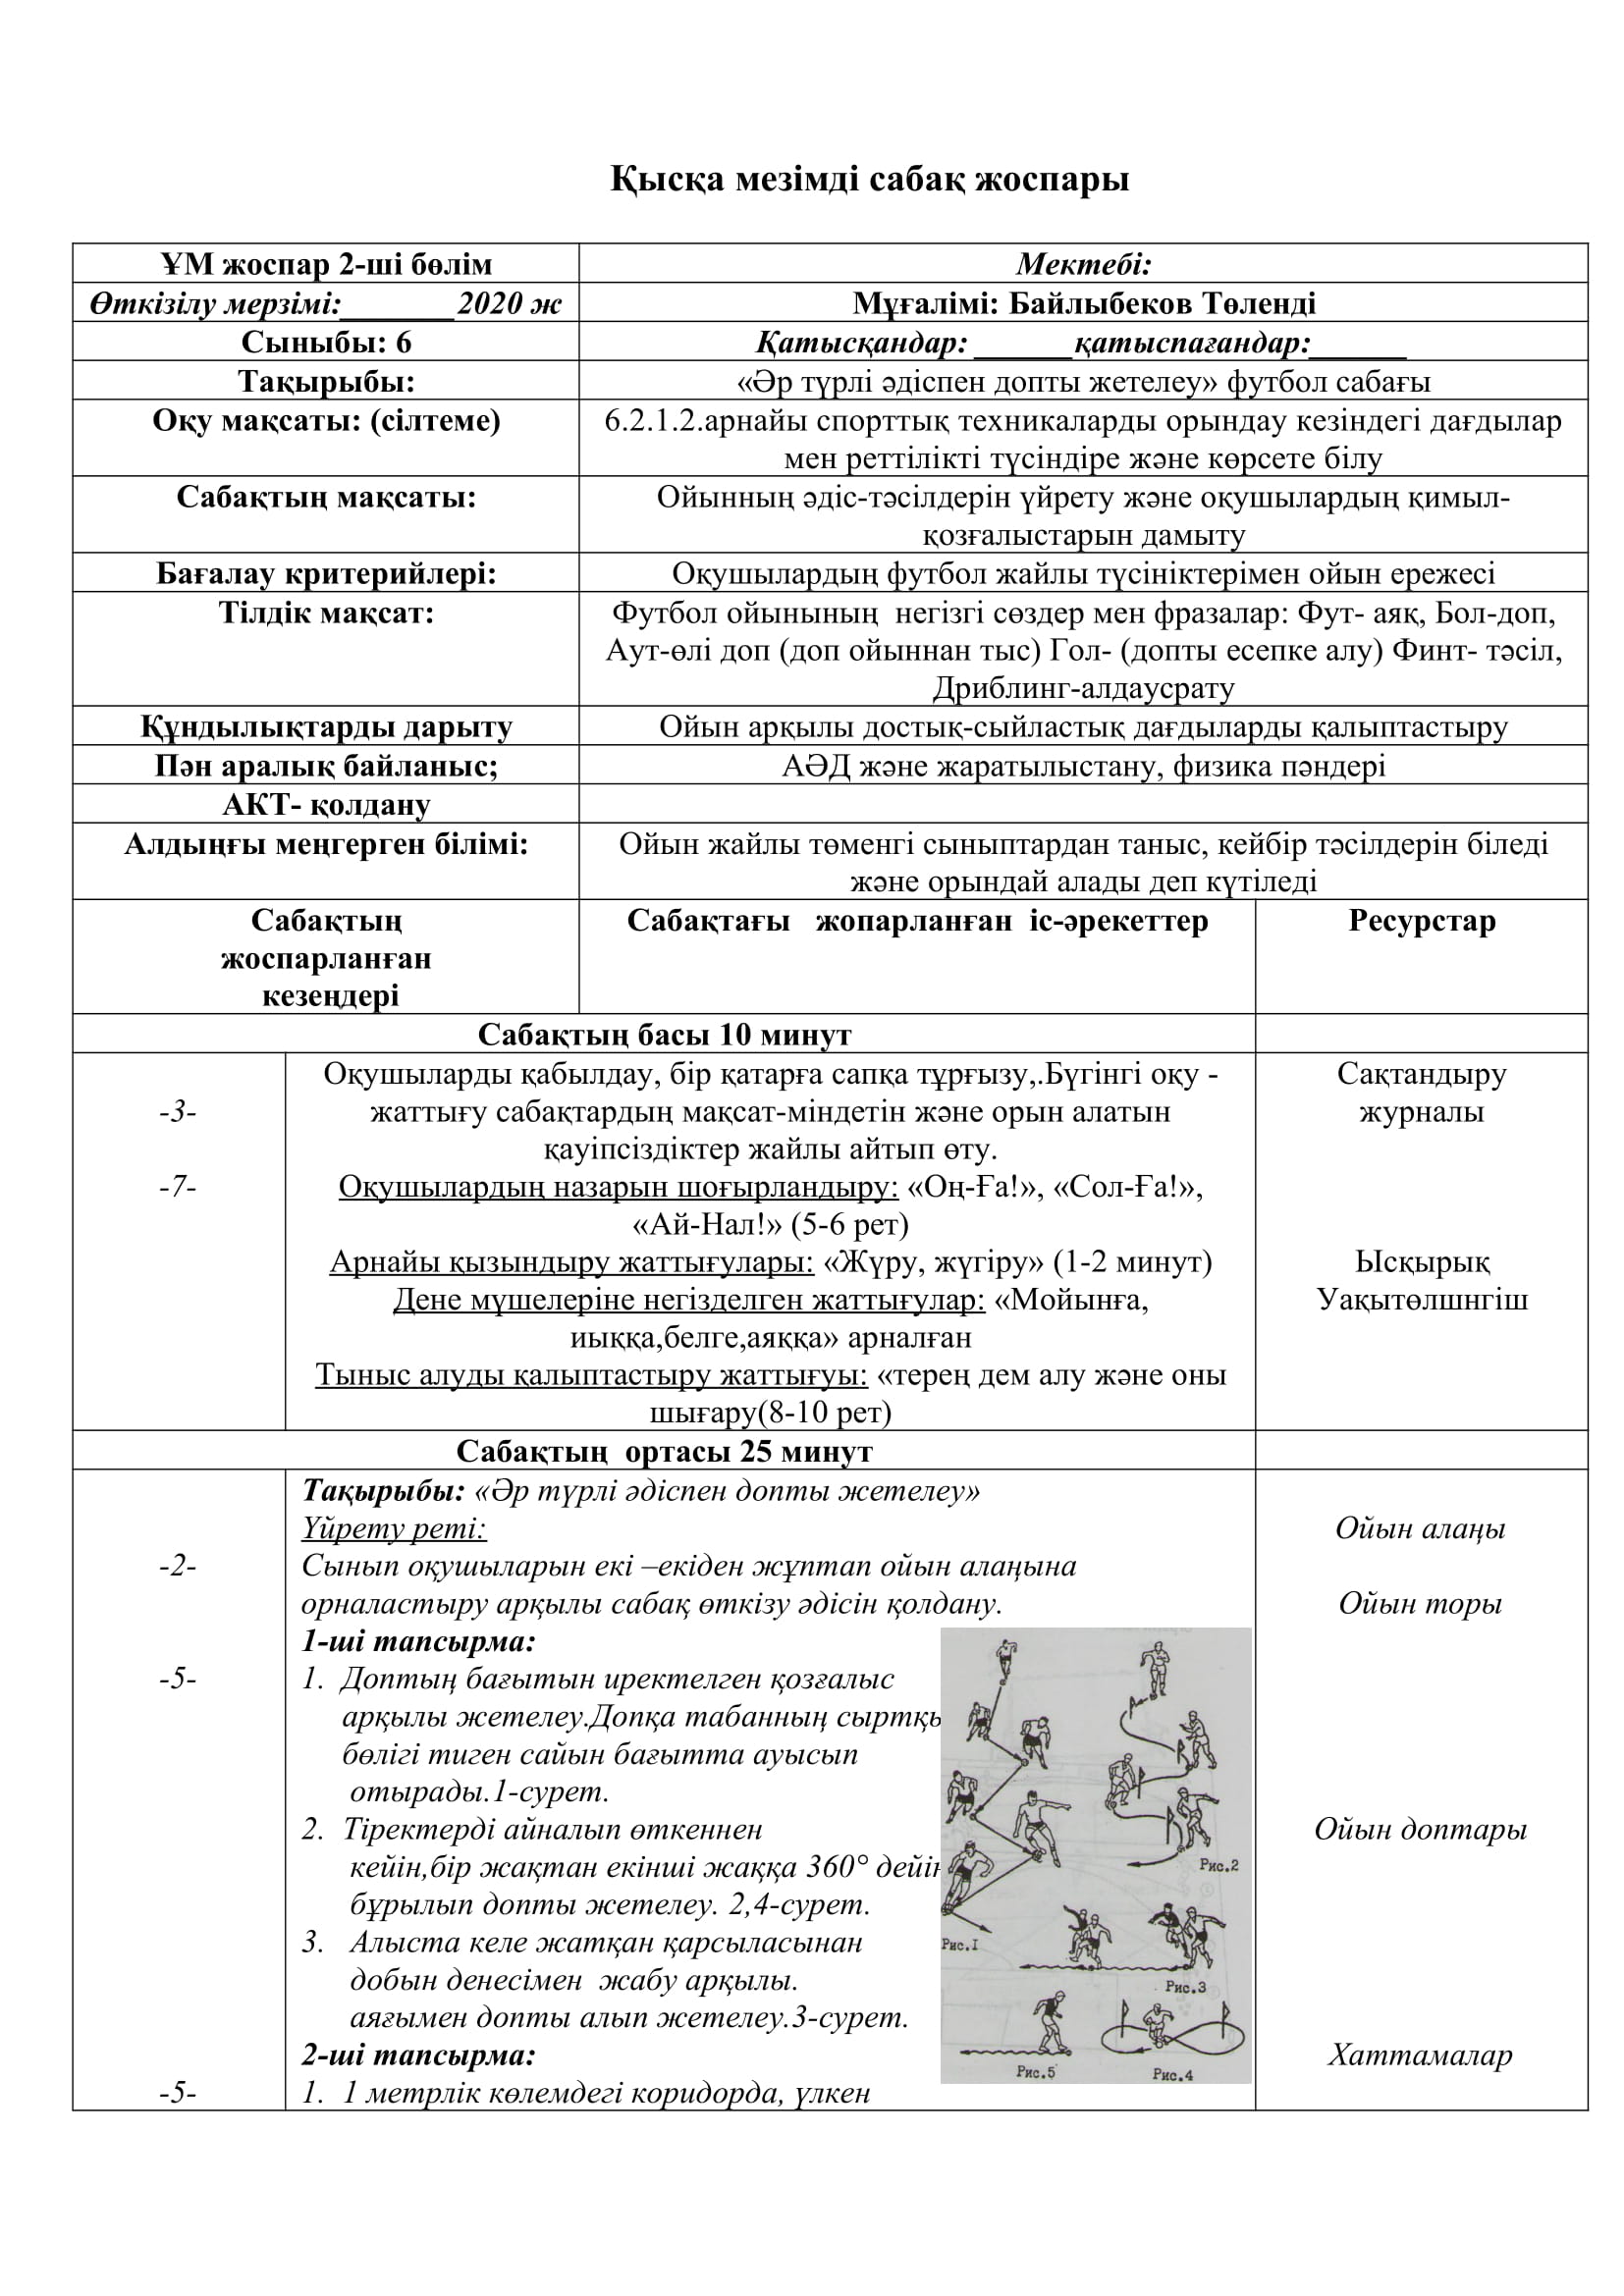 Қысқа мезімді сабақ жоспары
ҰМ жоспар 2-ші бөлім
Мектебі:
Өткізілу мерзімі:_______2020 ж
Мұғалімі: Байлыбеков Төленді
Сыныбы: 6
Қатысқандар: ______қатыспағандар:______
Тақырыбы:
«Әр түрлі әдіспен допты жетелеу» футбол сабағы
Оқу мақсаты: (сілтеме)
6.2.1.2.арнайы спорттық техникаларды орындау кезіндегі дағдылар
мен реттілікті түсіндіре және көрсете білу
Сабақтың мақсаты:
Ойынның әдіс-тәсілдерін үйрету және оқушылардың қимыл-
қозғалыстарын дамыту
Бағалау критерийлері:
Оқушылардың футбол жайлы түсініктерімен ойын ережесі
Тілдік мақсат:
Футбол ойынының  негізгі сөздер мен фразалар: Фут- аяқ, Бол-доп,
Аут-өлі доп (доп ойыннан тыс) Гол- (допты есепке алу) Финт- тәсіл,
Дриблинг-алдаусрату
Құндылықтарды дарыту
Ойын арқылы достық-сыйластық дағдыларды қалыптастыру
Пән аралық байланыс;
АӘД және жаратылыстану, физика пәндері
АКТ- қолдану
Алдыңғы меңгерген білімі:
Ойын жайлы төменгі сыныптардан таныс, кейбір тәсілдерін біледі
және орындай алады деп күтіледі
Сабақтың
жоспарланған
кезеңдері
Сабақтағы   жопарланған  іс-әрекеттер
Ресурстар
Сабақтың басы 10 минут
Оқушыларды қабылдау, бір қатарға сапқа тұрғызу,.Бүгінгі оқу -
Сақтандыру
-3-
жаттығу сабақтардың мақсат-міндетін және орын алатын
журналы
қауіпсіздіктер жайлы айтып өту.
-7-
Оқушылардың назарын шоғырландыру: «Оң-Ға!», «Сол-Ға!»,
«Ай-Нал!» (5-6 рет)
Арнайы қызындыру жаттығулары: «Жүру, жүгіру» (1-2 минут)
Ысқырық
Дене мүшелеріне негізделген жаттығулар: «Мойынға,
Уақытөлшнгіш
иыққа,белге,аяққа» арналған
Тыныс алуды қалыптастыру жаттығуы: «терең дем алу және оны
шығару(8-10 рет)
Сабақтың  ортасы 25 минут
Тақырыбы: «Әр түрлі әдіспен допты жетелеу»
Үйрету реті:
Ойын алаңы
-2-
Сынып оқушыларын екі –екіден жұптап ойын алаңына
орналастыру арқылы сабақ өткізу әдісін қолдану.
Ойын торы
1-ші тапсырма:
-5-
1. Доптың бағытын иректелген қозғалыс
арқылы жетелеу.Допқа табанның сыртқы
бөлігі тиген сайын бағытта ауысып
отырады.1-сурет.
2. Тіректерді айналып өткеннен
Ойын доптары
кейін,бір жақтан екінші жаққа 360° дейін
бұрылып допты жетелеу. 2,4-сурет.
3. Алыста келе жатқан қарсыласынан
добын денесімен  жабу арқылы.
аяғымен допты алып жетелеу.3-сурет.
Рис.2
Рис.1
Рис.3
Рис.5
Рис.4
2-ші тапсырма:
Хаттамалар
-5-
1. 1 метрлік көлемдегі коридорда, үлкен